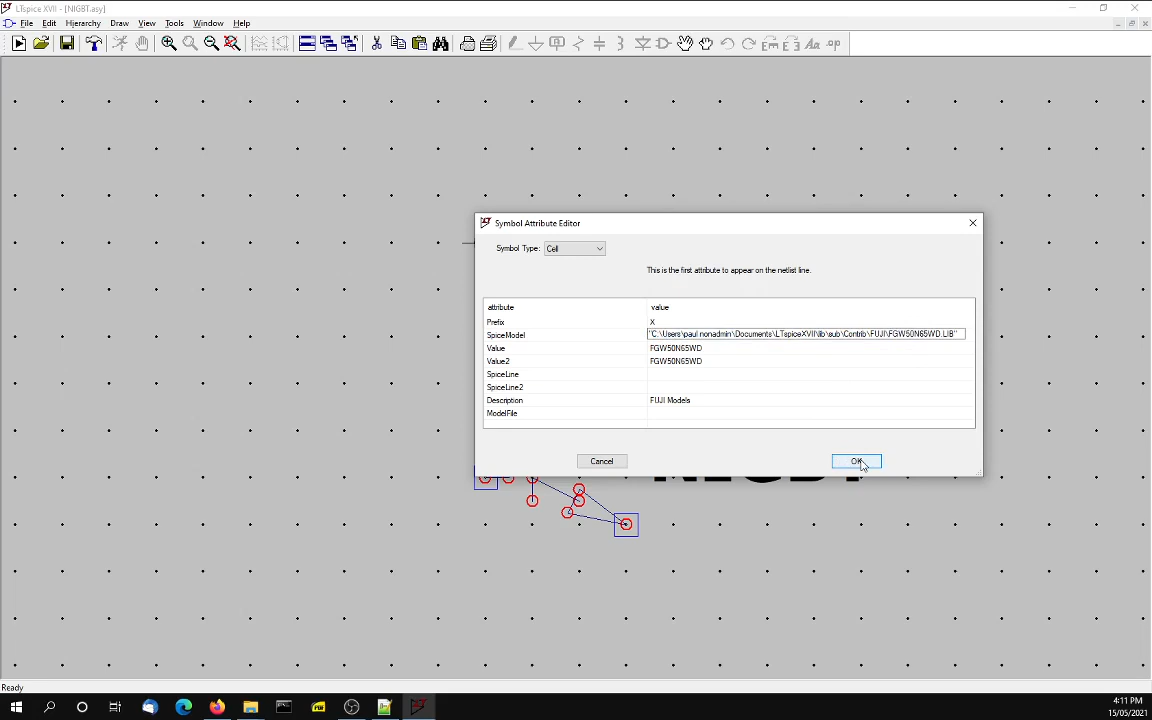 LTspice XVII - [NIGBT.asy]
File Edit Hierarchy Draw View Tools Window Help
Symbol Attribute Editor
Symbol Type: Cell
This is the first attribute to appear on the netlist line.
attribute value
Prefix X
SpiceModel "C:\Users\paul.nonadmin\Documents\LTspiceXVII\lib\sub\Contrib\FUJI\FGW50N65WD.LIB"
Value FGW50N65WD
Value2 FGW50N65WD
SpiceLine
SpiceLine2
Description FUJI Models
ModelFile
Cancel OK
NIGBT
Ready
4:11 PM
15/05/2021